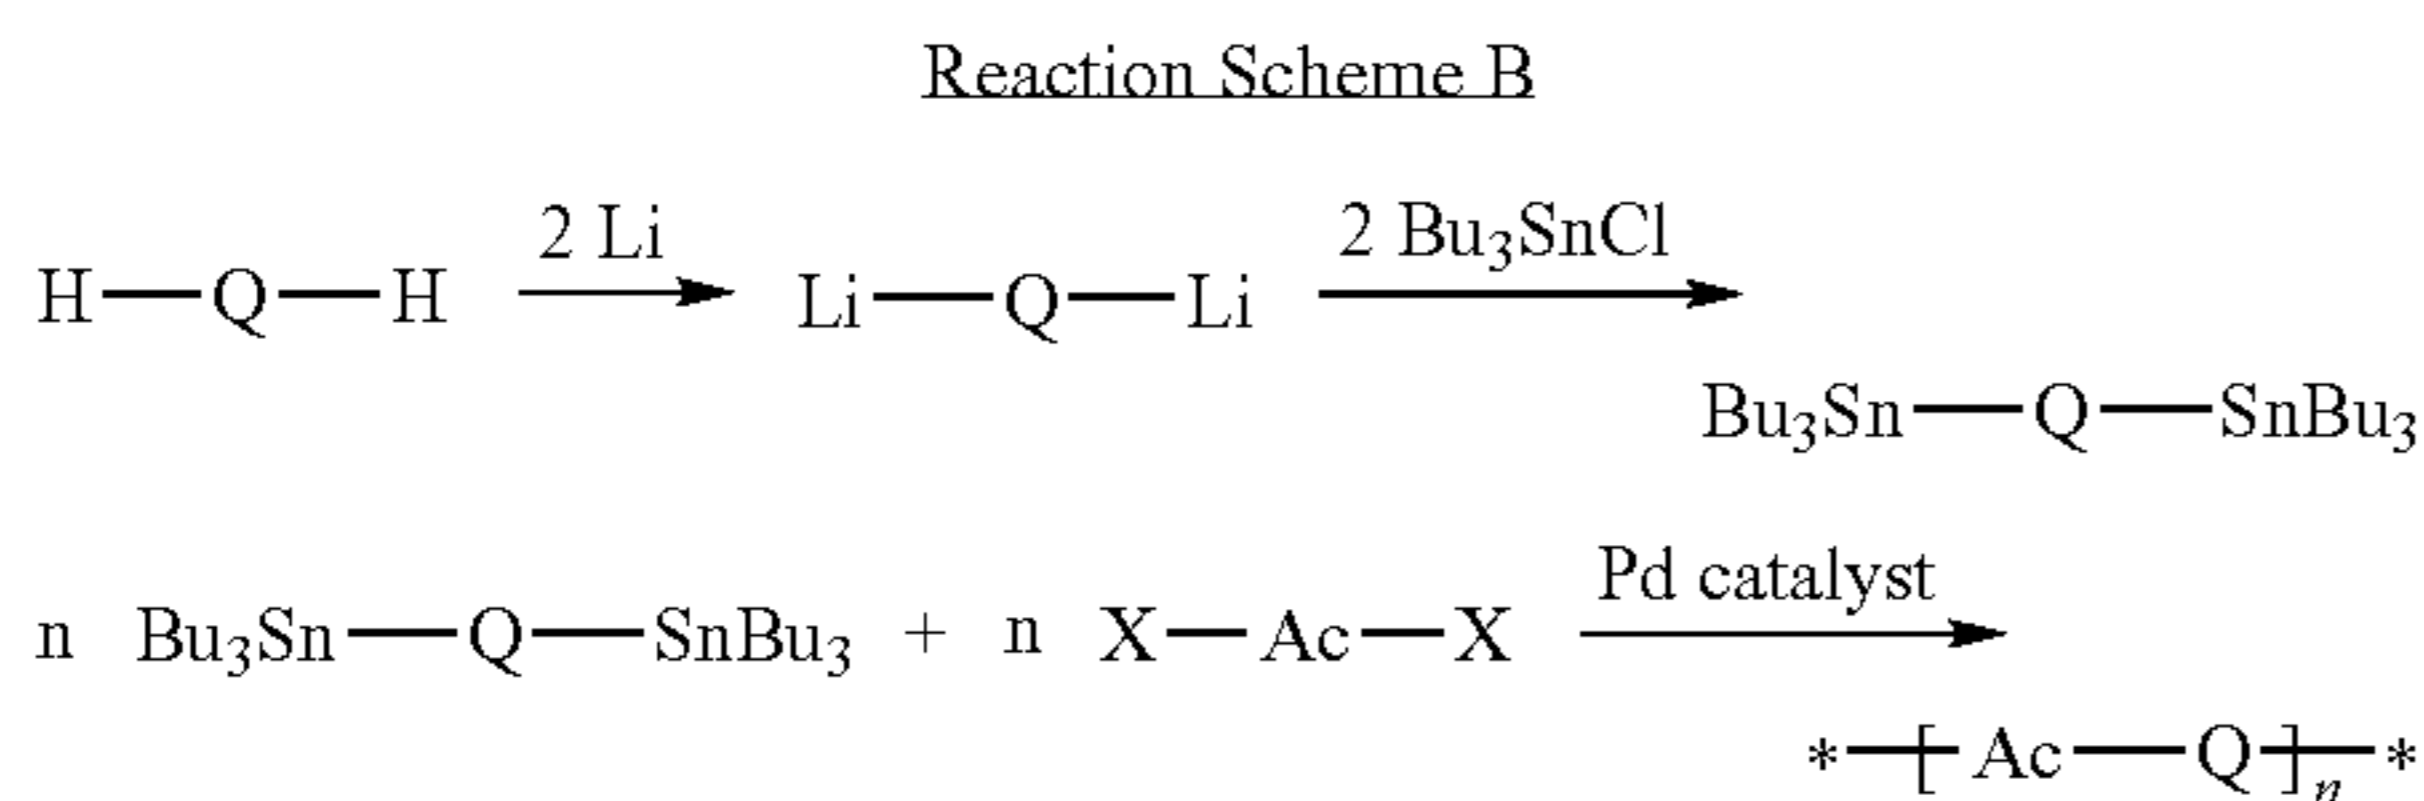 Reaction Scheme B
2 Li
2 Bu₃SnCl
H—Q—H
Li—Q—Li
Bu₃Sn—Q—SnBu₃
Pd catalyst
n Bu₃Sn—Q—SnBu₃ + n X—Ac—X
*—[Ac—Q]ₙ—*